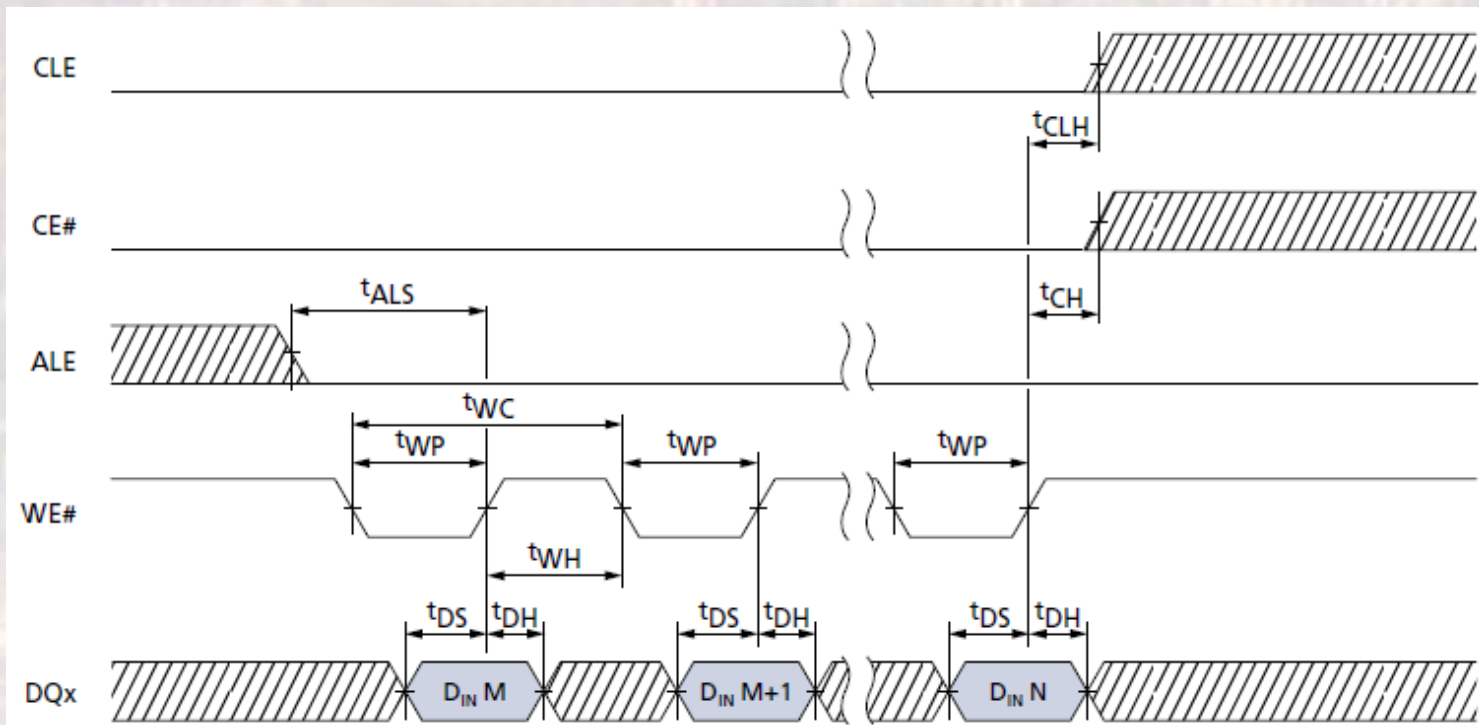 CLE
tCLH
CE#
tALS
tCH
ALE
tWC
tWP tWP tWP
WE#
tWH
tDS tDH tDS tDH tDS tDH
DQx DIN M DIN M+1 DIN N